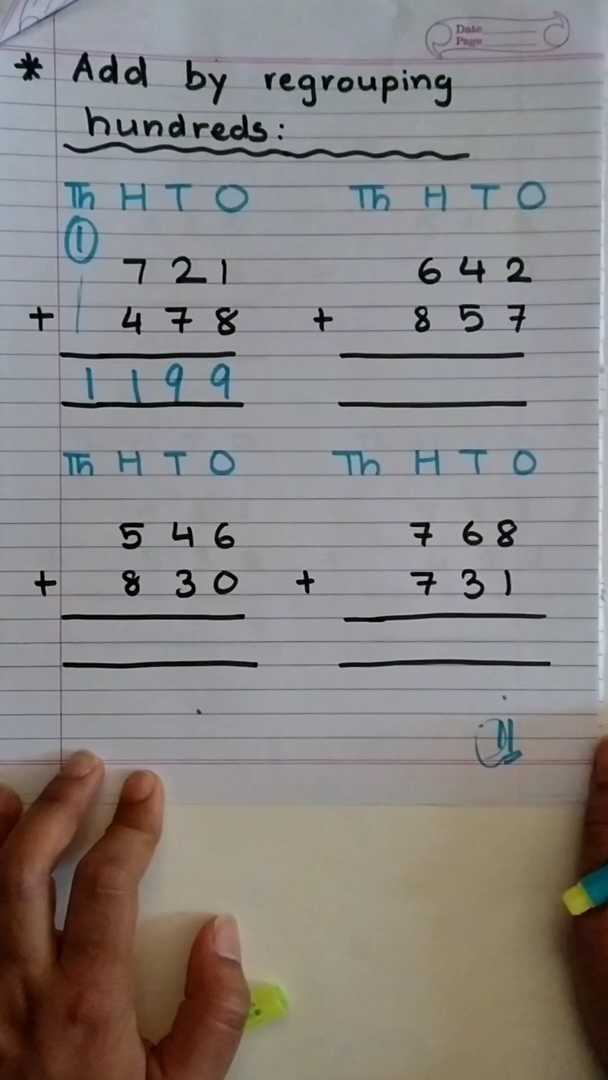 Date
Page
* Add by regrouping
hundreds:
Th H T O
1
7 2 1
+ 4 7 8
1 1 9 9
Th H T O
6 4 2
+ 8 5 7
Th H T O
5 4 6
+ 8 3 0
Th H T O
7 6 8
+ 7 3 1